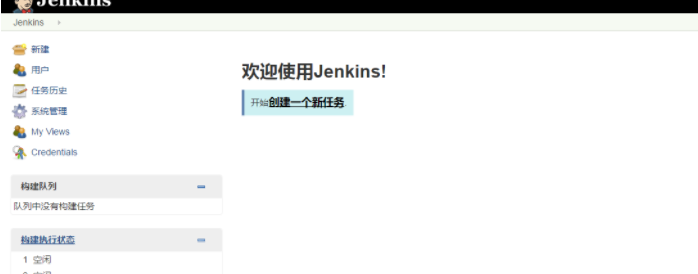 Jenkins
Jenkins
新建
用户
任务历史
系统管理
My Views
Credentials
欢迎使用Jenkins!
开始创建一个新任务.
构建队列
队列中没有构建任务
构建执行状态
1 空闲
2 空闲